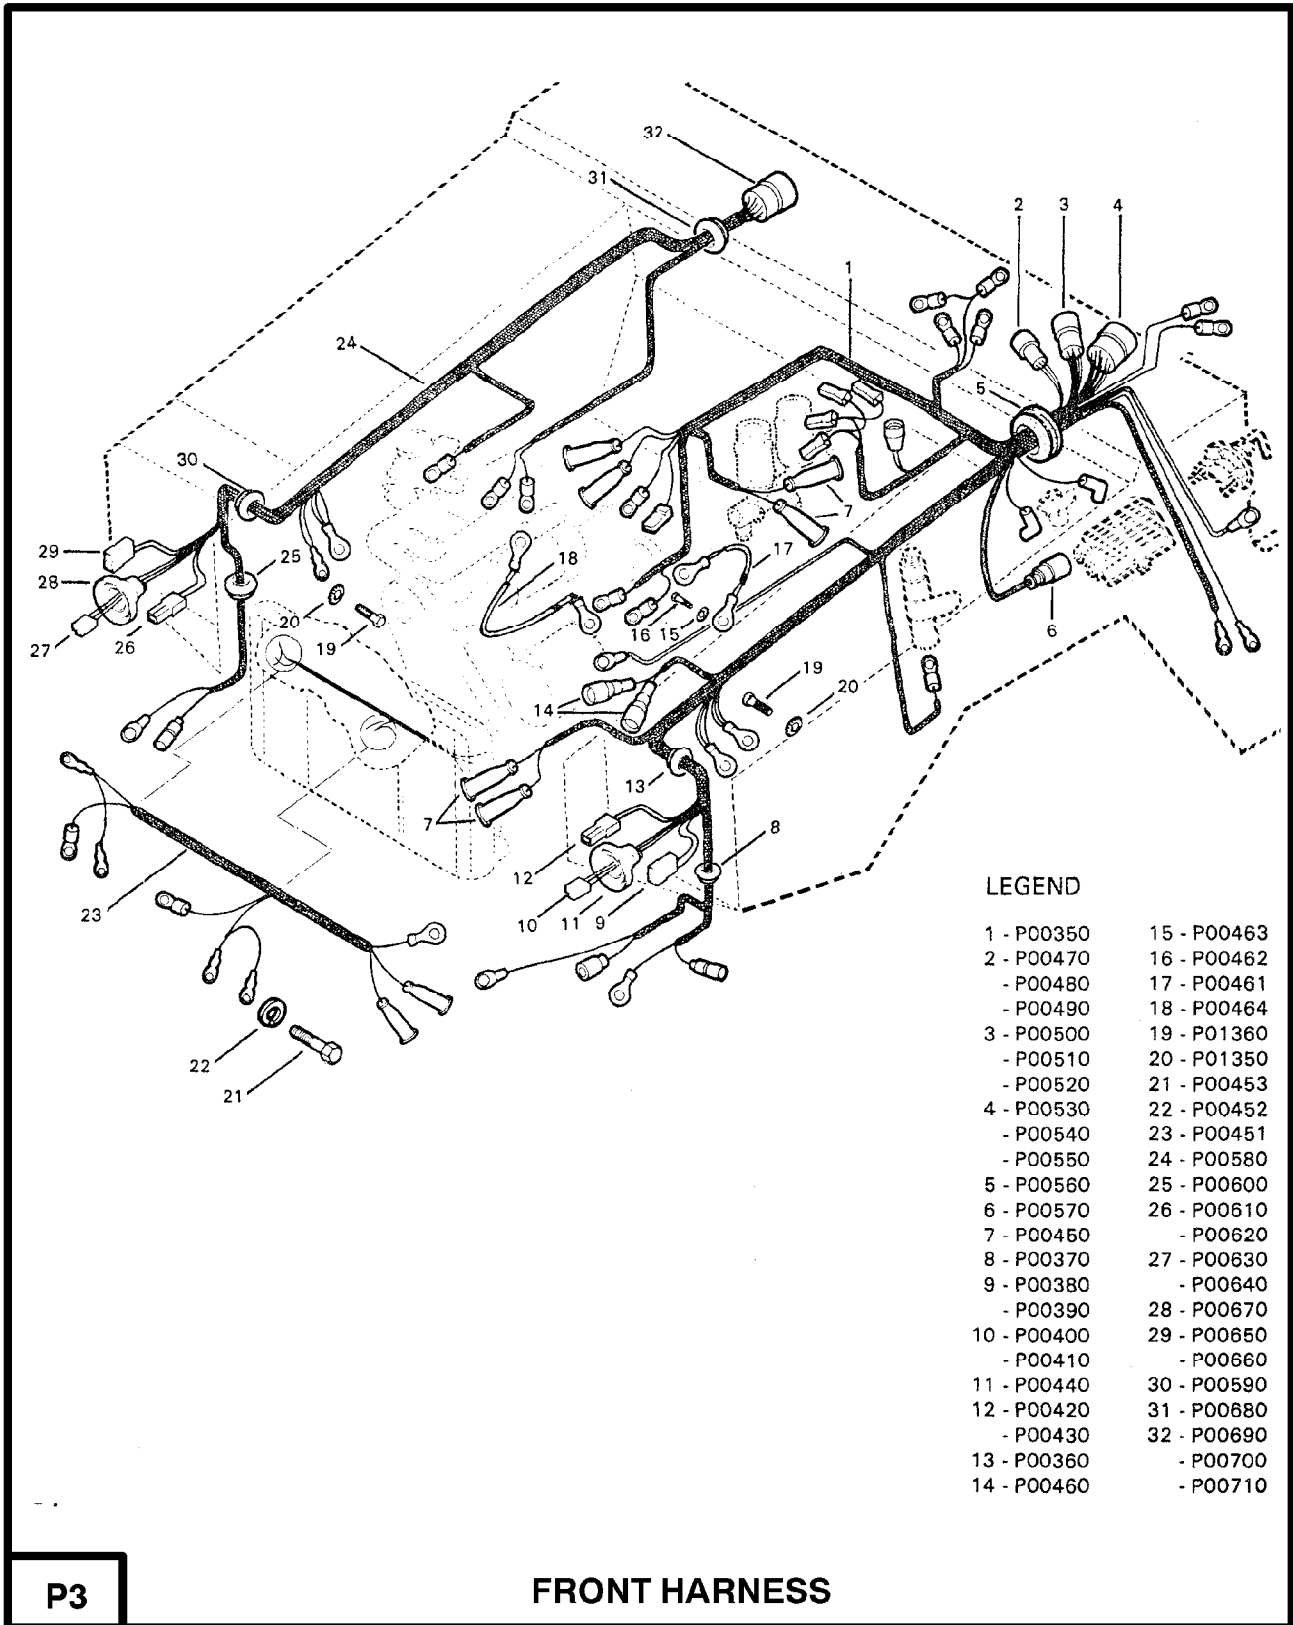 32
31
2 3 4
1
24
5
30
29
28
25
18
17
7
20
19
16 15
6
27
26
19
20
14
13
7
8
12
23
10 11 9
22
21
LEGEND
1 - P00350
2 - P00470
- P00480
- P00490
3 - P00500
- P00510
- P00520
4 - P00530
- P00540
- P00550
5 - P00560
6 - P00570
7 - P00450
8 - P00370
9 - P00380
- P00390
10 - P00400
- P00410
11 - P00440
12 - P00420
- P00430
13 - P00360
14 - P00460
15 - P00463
16 - P00462
17 - P00461
18 - P00464
19 - P01360
20 - P01350
21 - P00453
22 - P00452
23 - P00451
24 - P00580
25 - P00600
26 - P00610
- P00620
27 - P00630
- P00640
28 - P00670
29 - P00650
- P00660
30 - P00590
31 - P00680
32 - P00690
- P00700
- P00710
P3
FRONT HARNESS